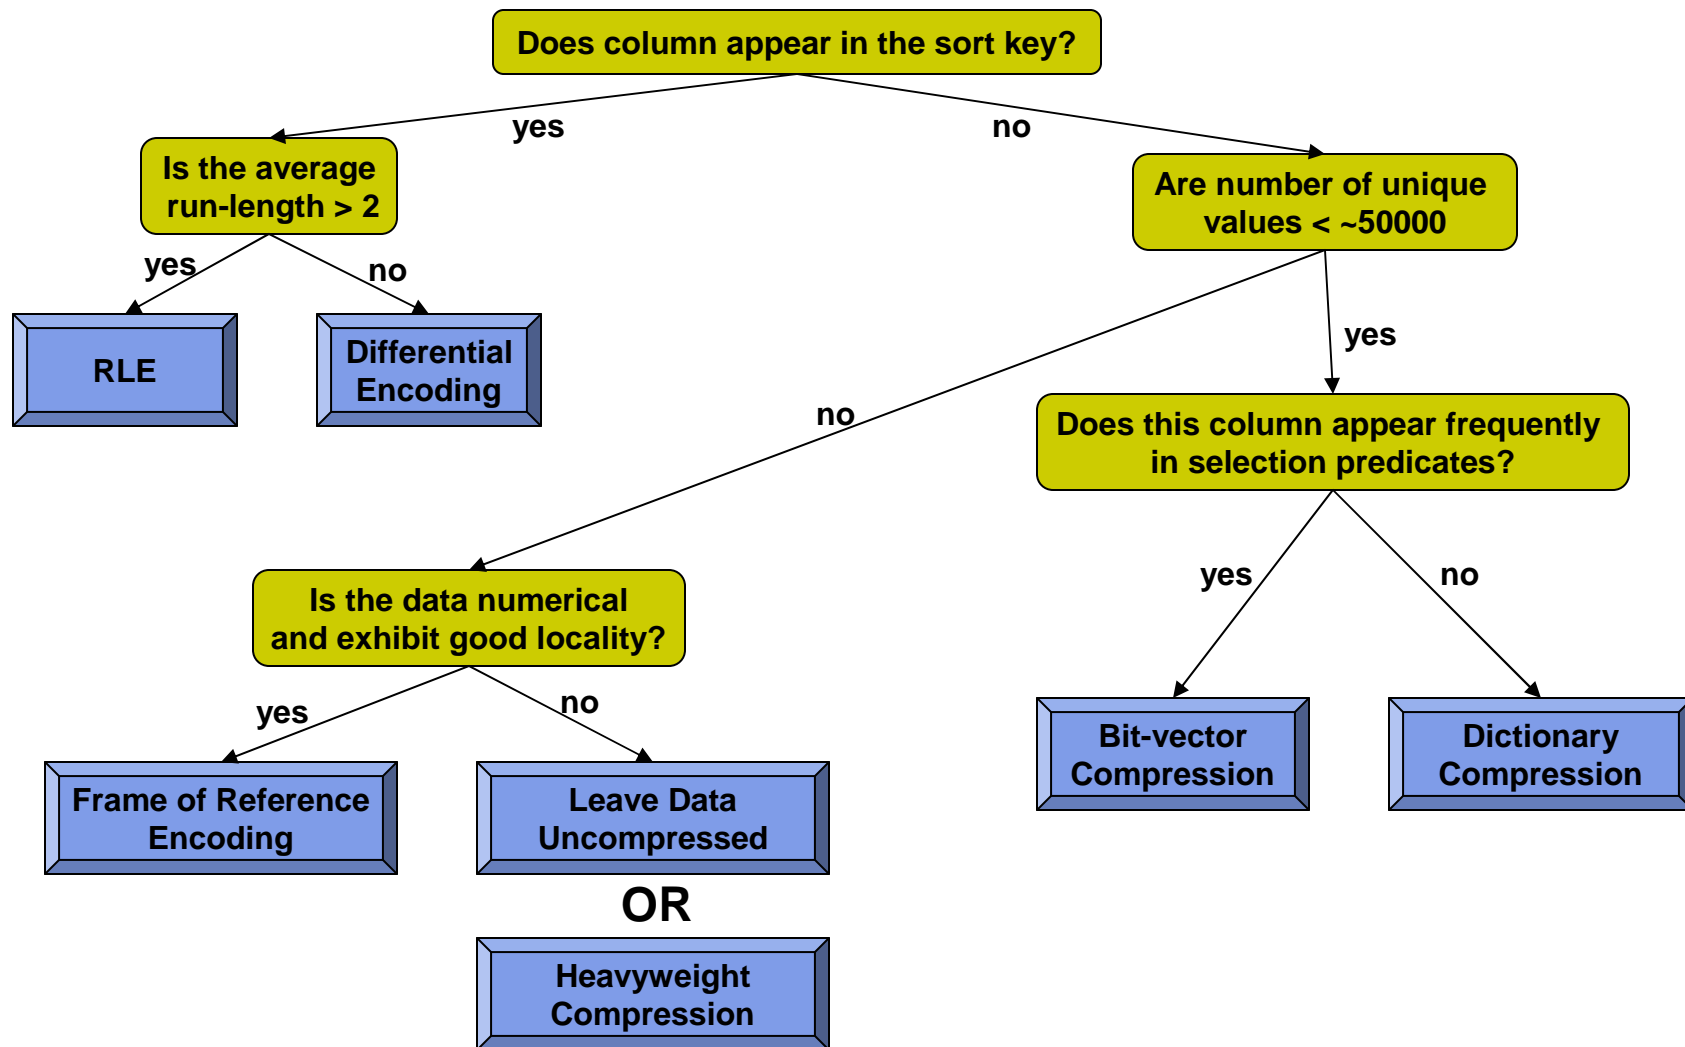 Does column appear in the sort key?
yes
no
Is the average
run-length > 2
Are number of unique
values < ~50000
yes
no
RLE
Differential
Encoding
yes
no
Does this column appear frequently
in selection predicates?
Is the data numerical
and exhibit good locality?
yes
no
yes
no
Bit-vector
Compression
Dictionary
Compression
Frame of Reference
Encoding
Leave Data
Uncompressed
OR
Heavyweight
Compression